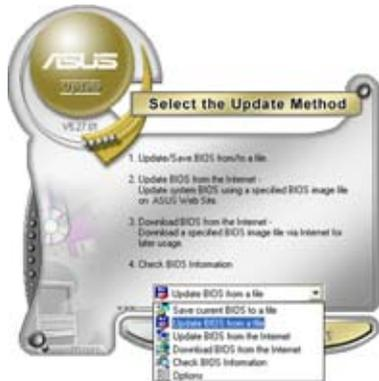 ASUS
Update
Select the Update Method
1. Update/Save BIOS from/to a file.
2. Update BIOS from the Internet -
Update system BIOS using a specified BIOS image file
on ASUS Web Site.
3. Download BIOS from the Internet -
Download a specified BIOS image file via Internet for
later usage.
4. Check BIOS Information
Update BIOS from a file
Save current BIOS to a file
Update BIOS from a file
Update BIOS from the Internet
Download BIOS from the Internet
Check BIOS Information
Options